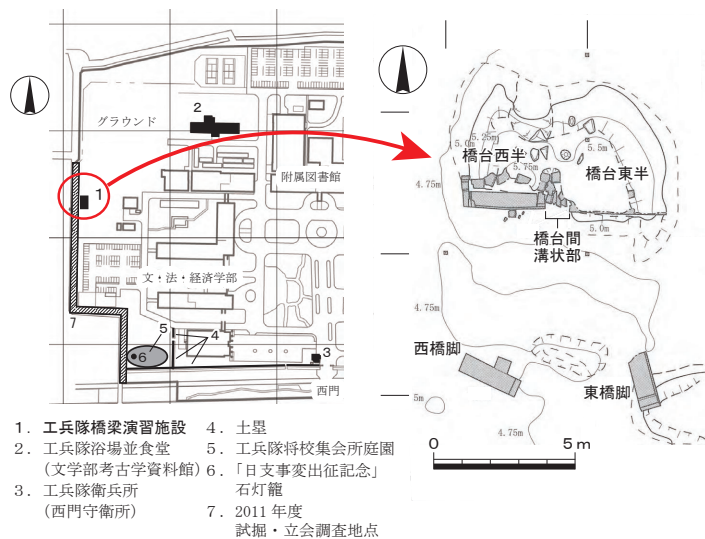 2
グラウンド
附属図書館
1
文・法・経済学部
7
5
4
6
3
西門
5.25m
5.0m
5.5m
橋台西半
5.75m
橋台東半
4.75m
5.0m
橋台間
溝状部
4.75m
西橋脚
東橋脚
5m
4.75m
0
5 m
1．工兵隊橋梁演習施設
2．工兵隊浴場並食堂
(文学部考古学資料館)
3．工兵隊衛兵所
(西門守衛所)
4．土塁
5．工兵隊将校集会所庭園
6．「日支事変出征記念」
石灯籠
7．2011 年度
試掘・立会調査地点